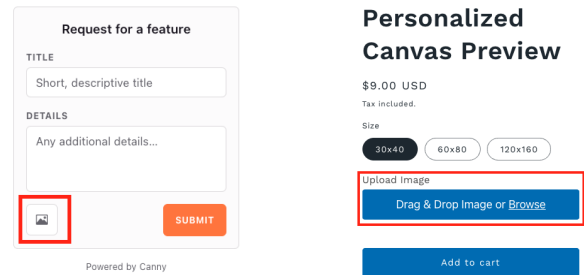 Request for a feature
TITLE
Short, descriptive title
DETAILS
Any additional details...
SUBMIT
Powered by Canny
Personalized
Canvas Preview
$9.00 USD
Tax included.
Size
30x40 60x80 120x160
Upload Image
Drag & Drop Image or Browse
Add to cart